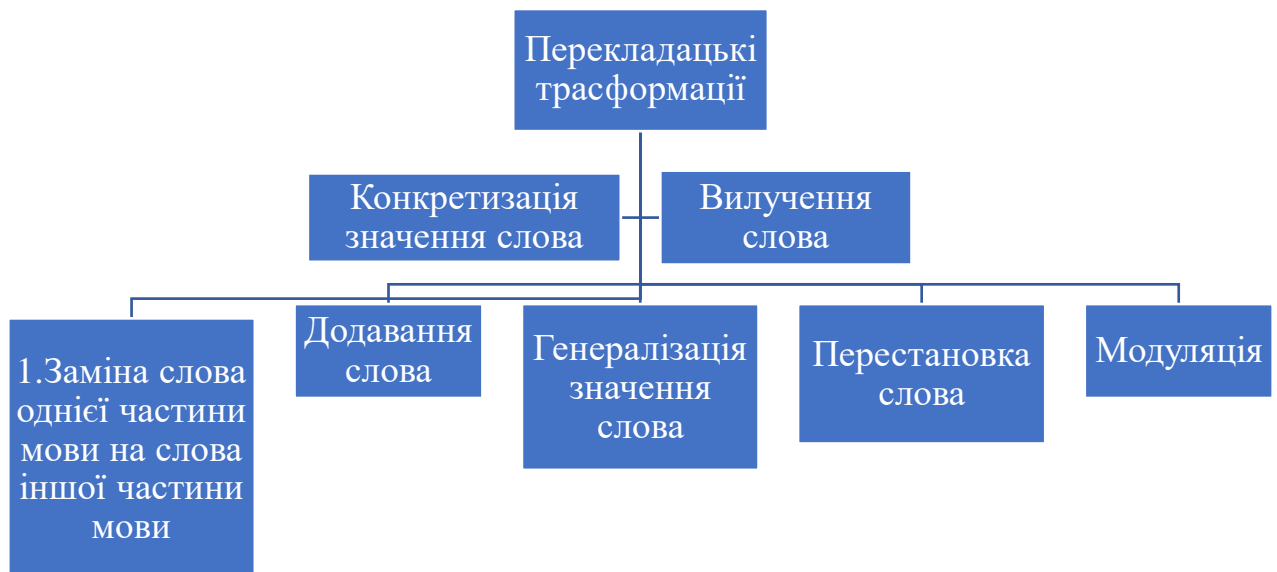 Перекладацькі
трасформації
Конкретизація
значення слова
Вилучення
слова
1.Заміна слова
однієї частини
мови на слова
іншої частини
мови
Додавання
слова
Генералізація
значення
слова
Перестановка
слова
Модуляція